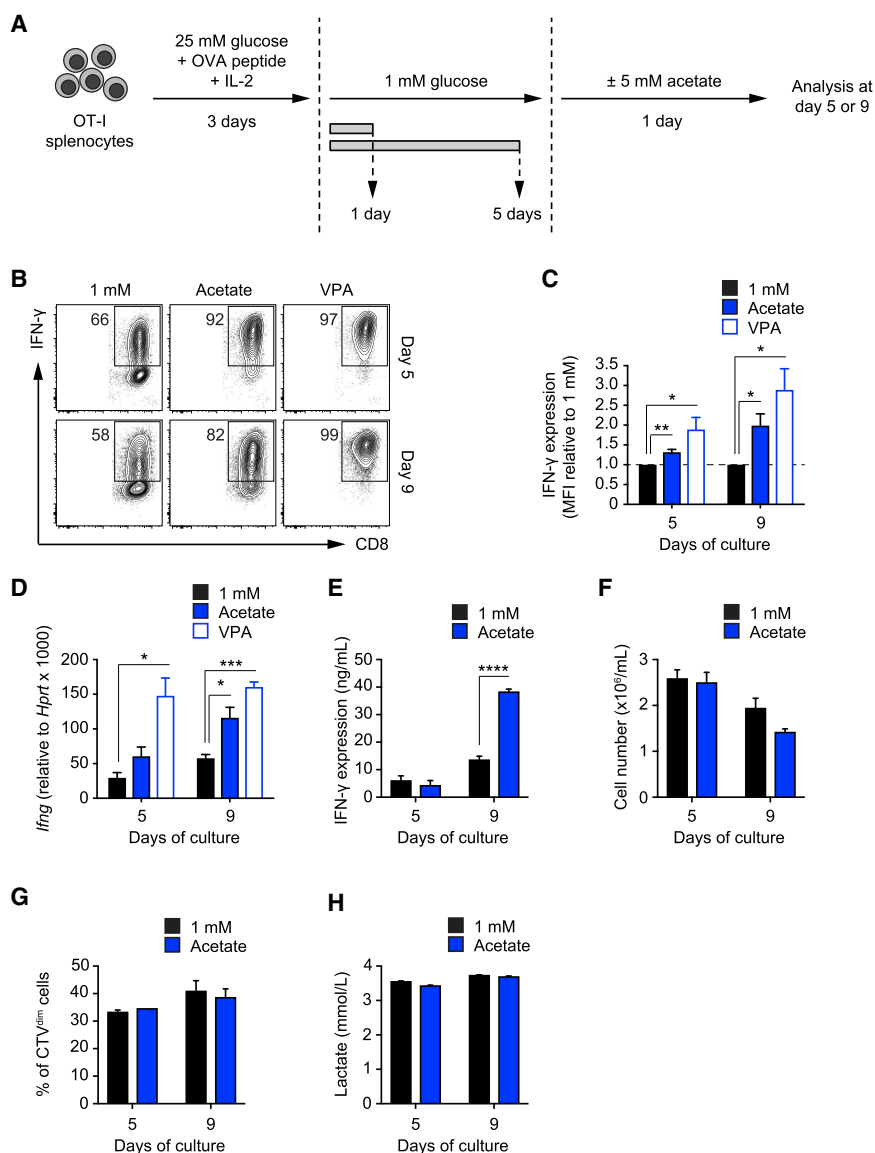 A
OT-I
splenocytes
25 mM glucose
+ OVA peptide
+ IL-2
3 days
1 mM glucose
1 day
5 days
± 5 mM acetate
1 day
Analysis at
day 5 or 9
B
1 mM
Acetate
VPA
IFN-γ
66
92
97
Day 5
58
82
99
Day 9
CD8
C
1 mM
Acetate
VPA
IFN-γ expression
(MFI relative to 1 mM)
3.5
3.0
2.5
2.0
1.5
1.0
0.5
0
**
*
*
*
5
9
Days of culture
D
1 mM
Acetate
VPA
Ifng (relative to Hprt x 1000)
200
150
100
50
0
*
***
*
5
9
Days of culture
E
1 mM
Acetate
IFN-γ expression (ng/mL)
50
40
30
20
10
0
****
5
9
Days of culture
F
1 mM
Acetate
Cell number (x10⁶/mL)
3
2
1
0
5
9
Days of culture
G
1 mM
Acetate
% of CTVᵈⁱᵐ cells
50
40
30
20
10
0
5
9
Days of culture
H
1 mM
Acetate
Lactate (mmol/L)
4
3
2
1
0
5
9
Days of culture